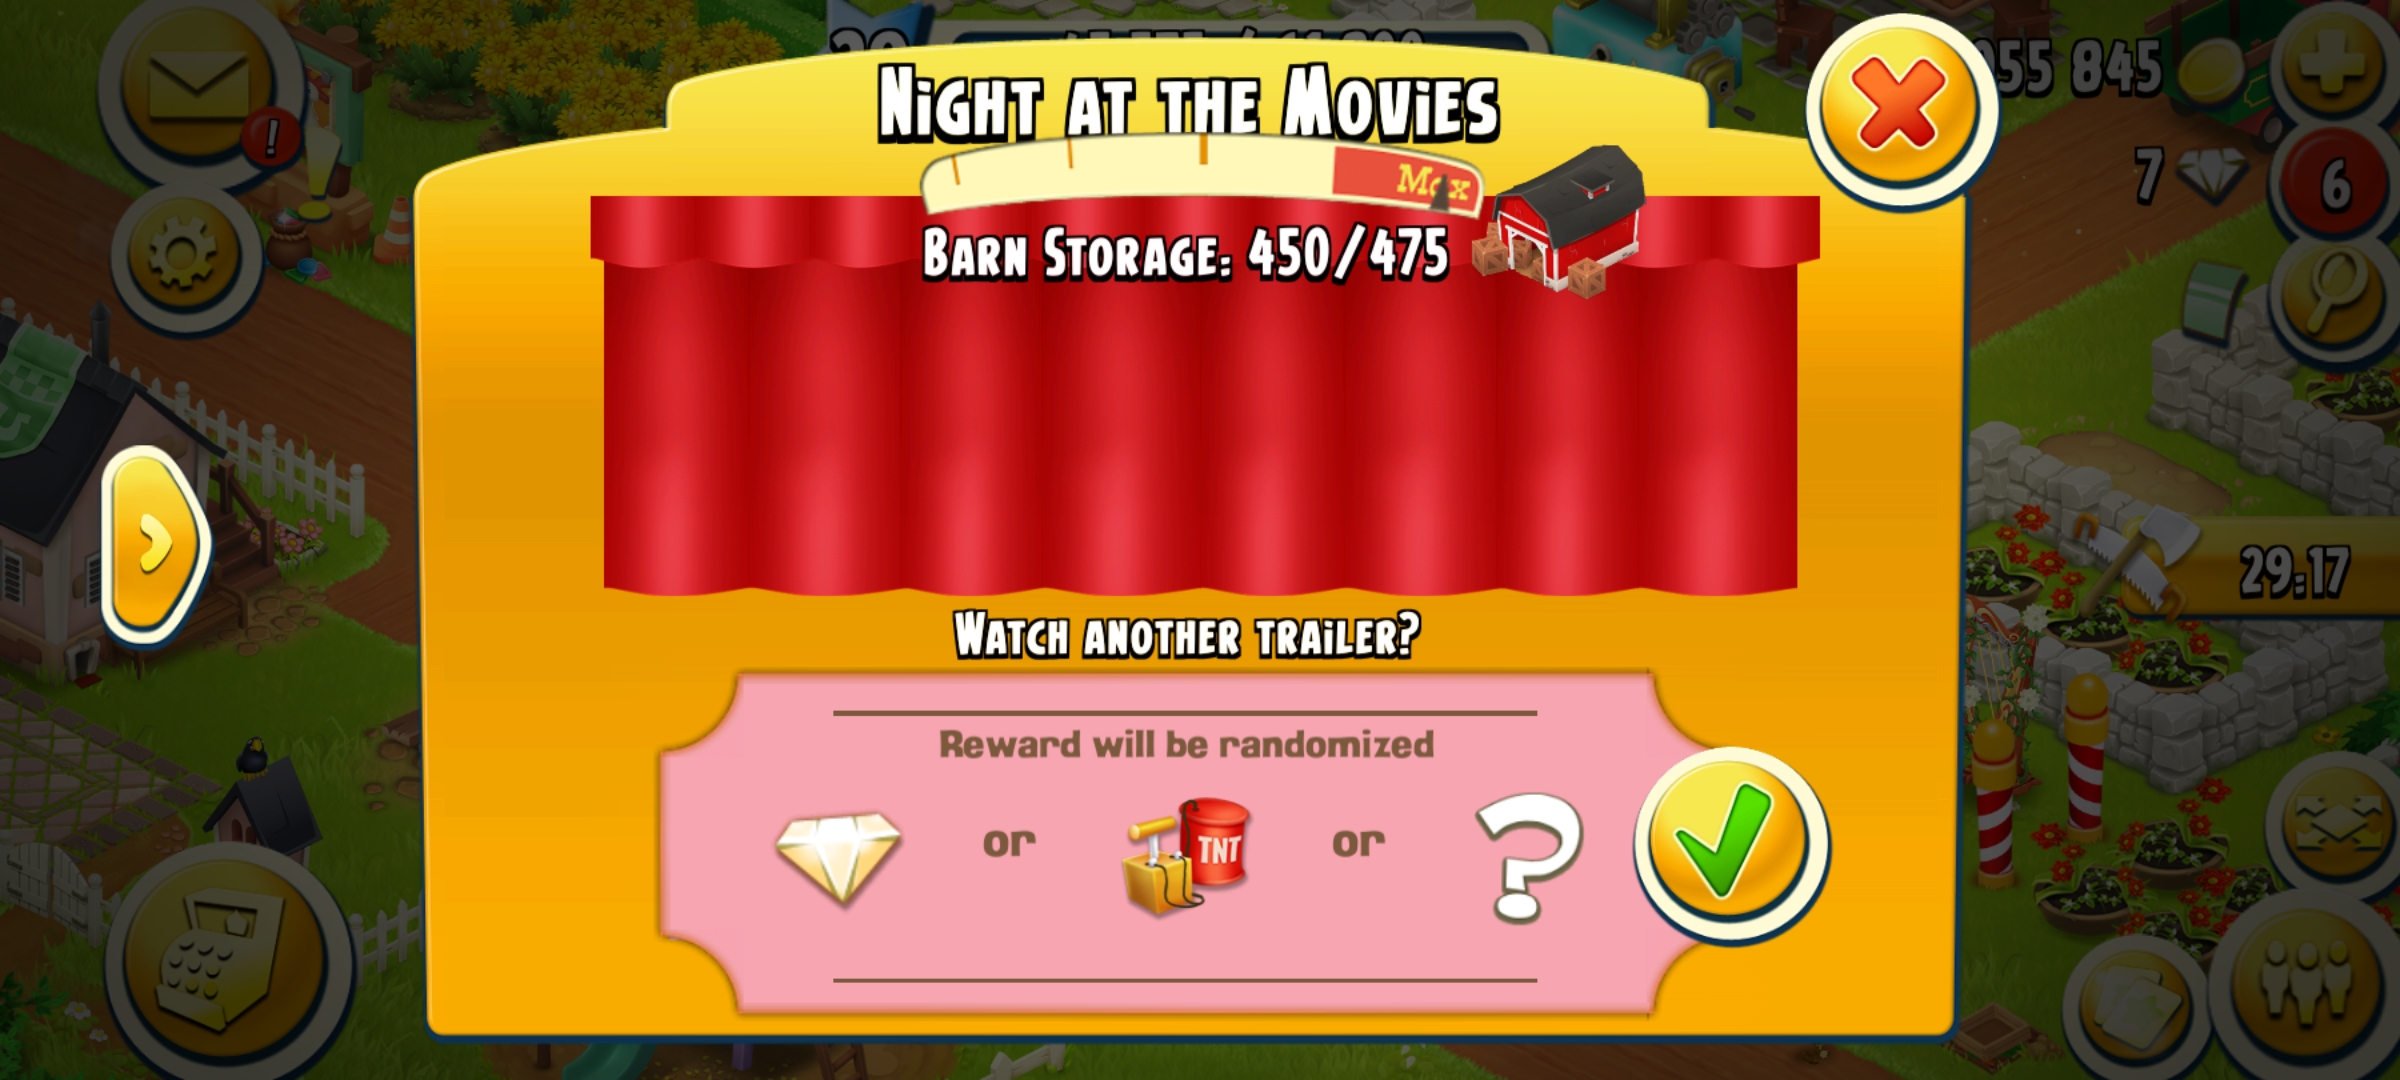 Night at the Movies
Max
Barn Storage: 450/475
55 845
7
!
6
29:17
Watch another trailer?
Reward will be randomized
or
TNT
or
?